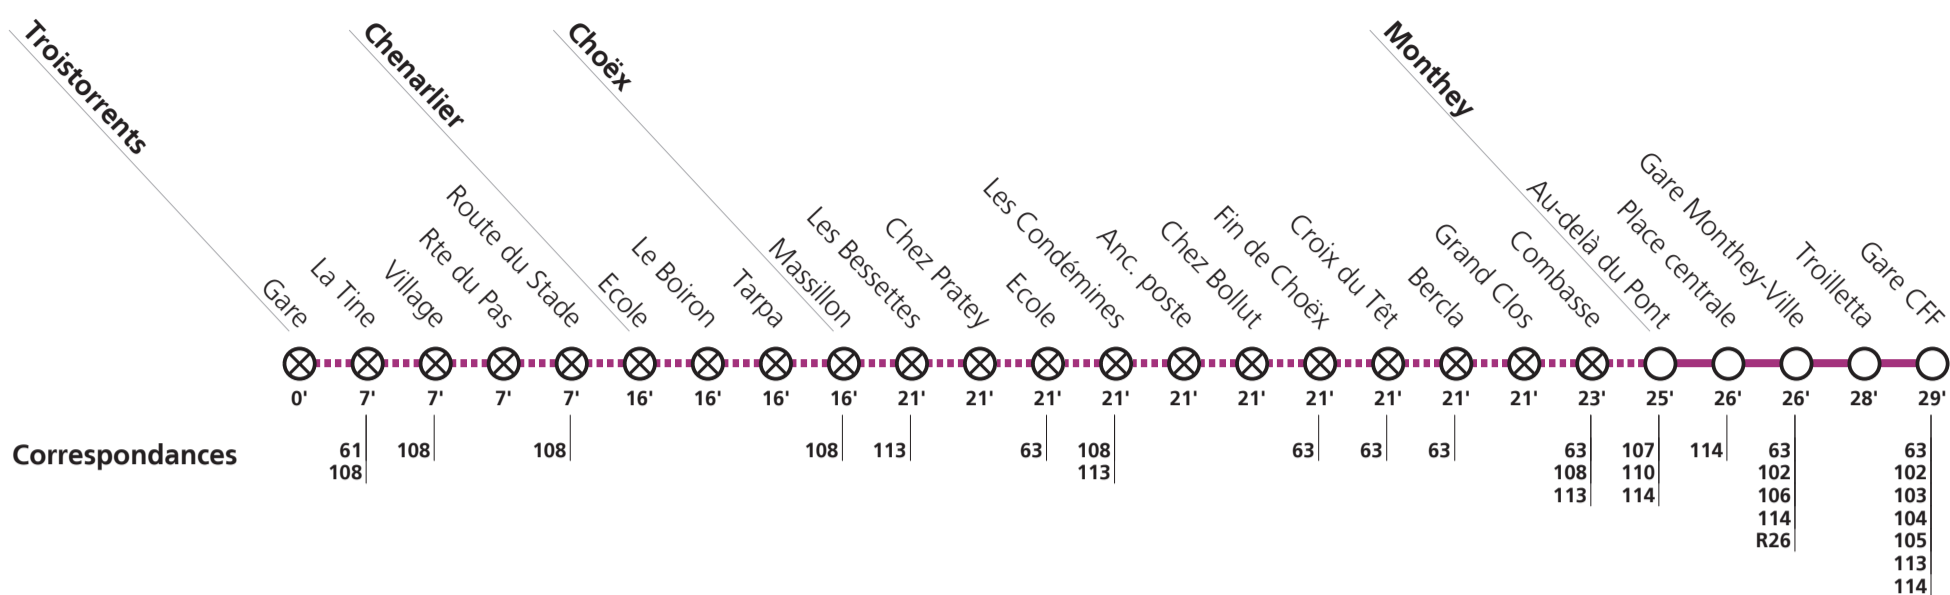 Troistorrents
Chenarlier
Choëx
Monthey
Gare
La Tine
Village
Rte du Pas
Route du Stade
Ecole
Le Boiron
Tarpa
Massillon
Les Bessettes
Chez Pratey
Ecole
Les Condémines
Anc. poste
Chez Bollut
Fin de Choëx
Croix du Têt
Bercla
Grand Clos
Combasse
Au-delà du Pont
Place centrale
Gare Monthey-Ville
Troilletta
Gare CFF
0' 7' 7' 7' 7' 16' 16' 16' 16' 21' 21' 21' 21' 21' 21' 21' 21' 21' 21' 23' 25' 26' 26' 28' 29'
Correspondances
61
108
108
108
108
113
63
108
113
63
63
63
63
108
113
107
110
114
114
63
102
106
114
R26
63
102
103
104
105
113
114